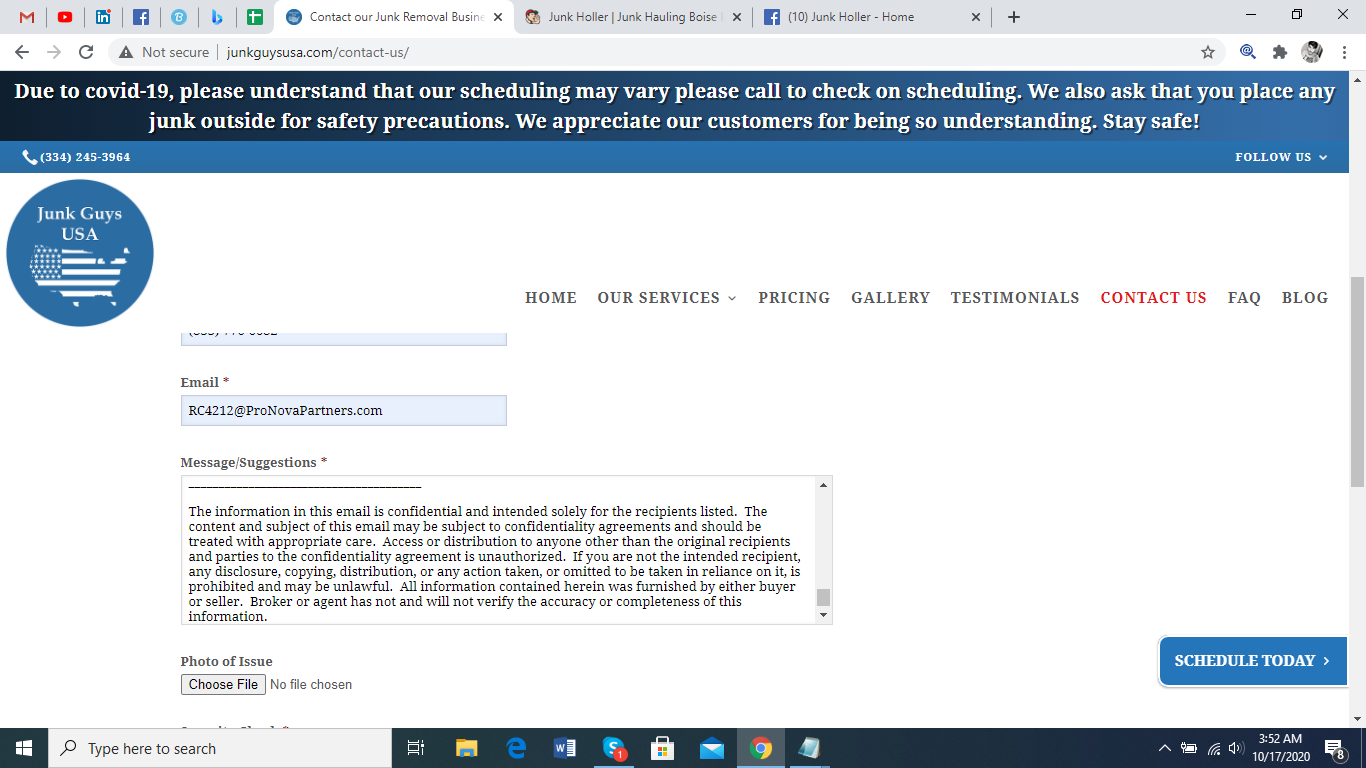 Contact our Junk Removal Busine
Junk Holler | Junk Hauling Boise
(10) Junk Holler - Home
Not secure | junkguysusa.com/contact-us/
Due to covid-19, please understand that our scheduling may vary please call to check on scheduling. We also ask that you place any
junk outside for safety precautions. We appreciate our customers for being so understanding. Stay safe!
(334) 245-3964
FOLLOW US
Junk Guys
USA
HOME OUR SERVICES PRICING GALLERY TESTIMONIALS CONTACT US FAQ BLOG
Email *
RC4212@ProNovaPartners.com
Message/Suggestions *
The information in this email is confidential and intended solely for the recipients listed. The
content and subject of this email may be subject to confidentiality agreements and should be
treated with appropriate care. Access or distribution to anyone other than the original recipients
and parties to the confidentiality agreement is unauthorized. If you are not the intended recipient,
any disclosure, copying, distribution, or any action taken, or omitted to be taken in reliance on it, is
prohibited and may be unlawful. All information contained herein was furnished by either buyer
or seller. Broker or agent has not and will not verify the accuracy or completeness of this
information.
Photo of Issue
Choose File No file chosen
SCHEDULE TODAY
Type here to search
1
3:52 AM
10/17/2020
8